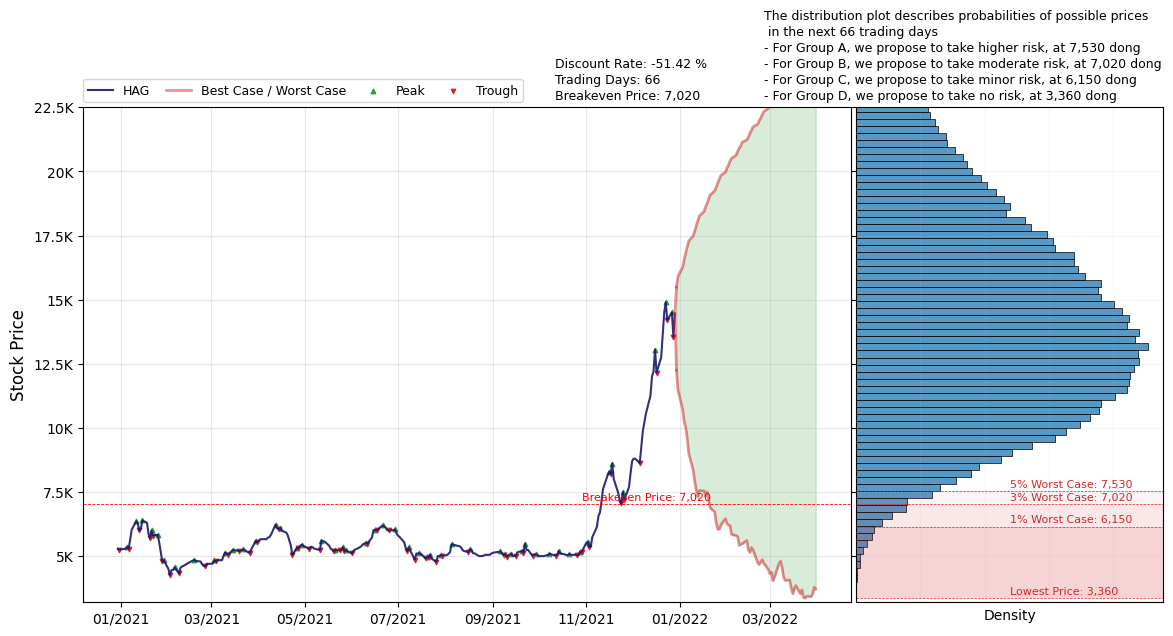 The distribution plot describes probabilities of possible prices
in the next 66 trading days
- For Group A, we propose to take higher risk, at 7,530 dong
- For Group B, we propose to take moderate risk, at 7,020 dong
- For Group C, we propose to take minor risk, at 6,150 dong
- For Group D, we propose to take no risk, at 3,360 dong
Discount Rate: -51.42 %
Trading Days: 66
Breakeven Price: 7,020
HAG
Best Case / Worst Case
Peak
Trough
Stock Price
22.5K
20K
17.5K
15K
12.5K
10K
7.5K
5K
Breakeven Price: 7,020
01/2021
03/2021
05/2021
07/2021
09/2021
11/2021
01/2022
03/2022
5% Worst Case: 7,530
3% Worst Case: 7,020
1% Worst Case: 6,150
Lowest Price: 3,360
Density